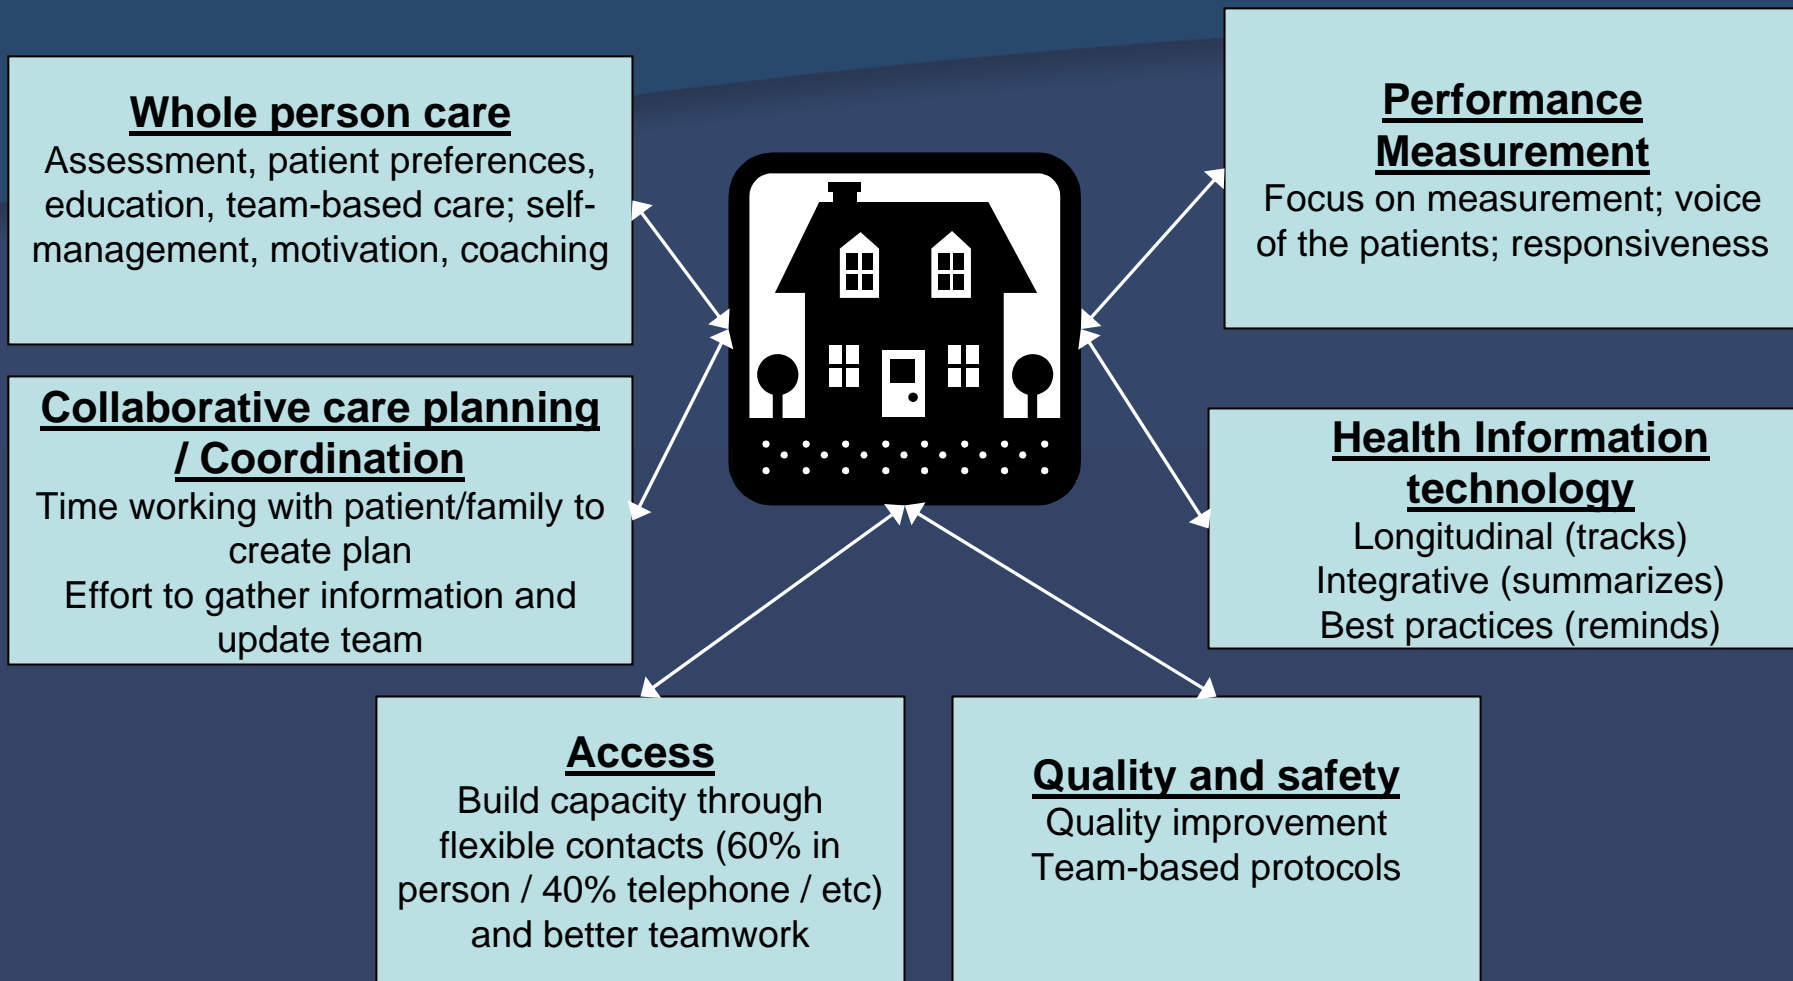 Whole person care
Assessment, patient preferences,
education, team-based care; self-
management, motivation, coaching
Performance
Measurement
Focus on measurement; voice
of the patients; responsiveness
Collaborative care planning
/ Coordination
Time working with patient/family to
create plan
Effort to gather information and
update team
Health Information
technology
Longitudinal (tracks)
Integrative (summarizes)
Best practices (reminds)
Access
Build capacity through
flexible contacts (60% in
person / 40% telephone / etc)
and better teamwork
Quality and safety
Quality improvement
Team-based protocols